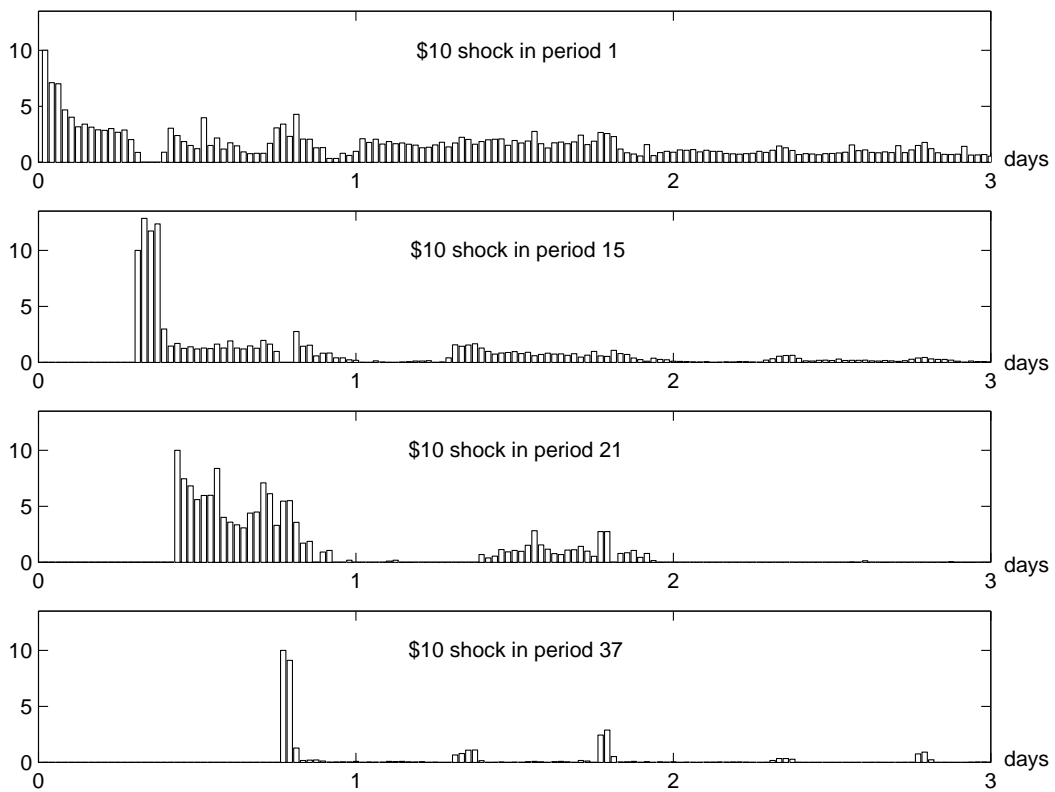 $10 shock in period 1
10
5
0
0 1 2 3 days
$10 shock in period 15
10
5
0
0 1 2 3 days
$10 shock in period 21
10
5
0
0 1 2 3 days
$10 shock in period 37
10
5
0
0 1 2 3 days